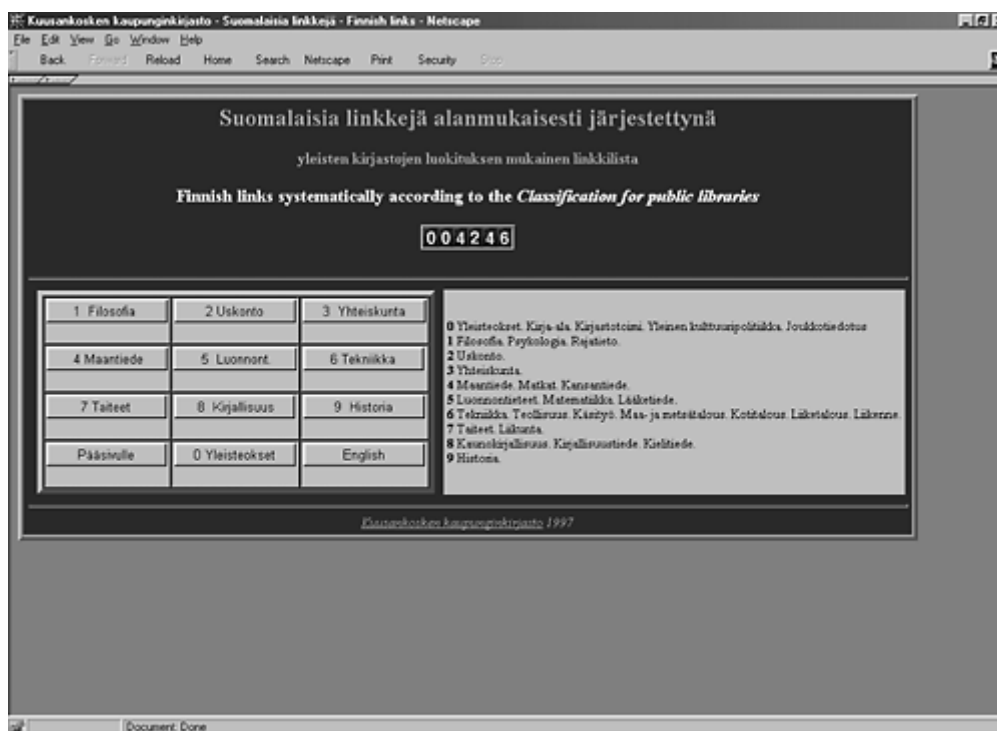 Kuusankosken kaupunginkirjasto - Suomalaisia linkkejä - Finnish links - Netscape
File Edit View Go Window Help
Back Forward Reload Home Search Netscape Print Security Stop
Suomalaisia linkkejä alanmukaisesti järjestettynä
yleisten kirjastojen luokituksen mukainen linkkilista
Finnish links systematically according to the Classification for public libraries
004246
1 Filosofia 2 Uskonto 3 Yhteiskunta
4 Maantiede 5 Luonnont. 6 Tekniikka
7 Taiteet 8 Kirjallisuus 9 Historia
Pääsivulle 0 Yleisteokset English
0 Yleisteokset. Kirja-ala. Kirjastotoimi. Yleinen kulttuuripolitiikka. Joukkotiedotus
1 Filosofia. Psykologia. Rajatieto.
2 Uskonto.
3 Yhteiskunta.
4 Maantiede. Matkat. Kansantiede.
5 Luonnontieteet. Matematiikka. Lääketiede.
6 Tekniikka. Teollisuus. Käsityö. Maa- ja metsätalous. Kotitalous. Liiketalous. Liikenne.
7 Taiteet. Liikunta.
8 Kaunokirjallisuus. Kirjallisuustiede. Kielitiede.
9 Historia.
Kuusankosken kaupunginkirjasto 1997
Document: Done